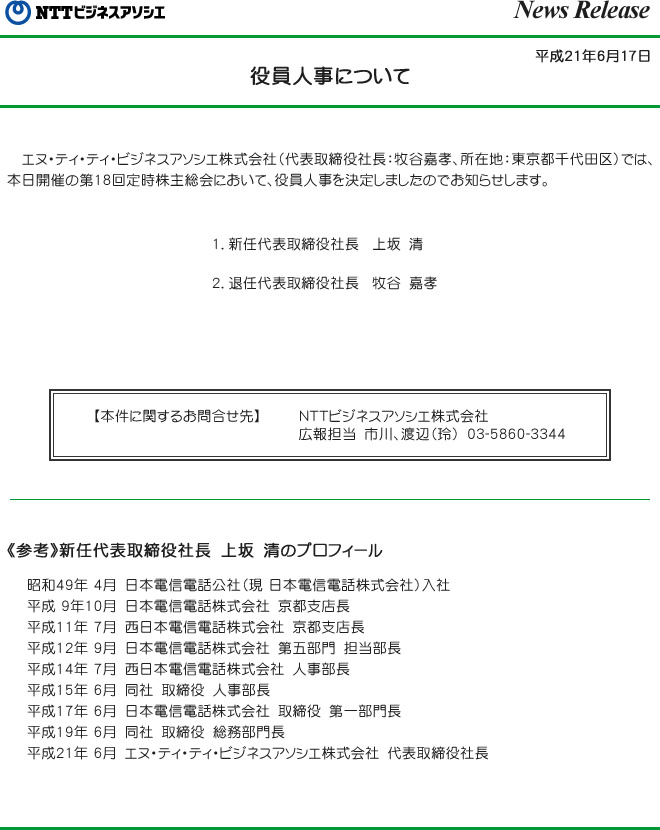 NTTビジネスアソシエ
News Release
平成21年6月17日
役員人事について
エヌ・ティ・ティ・ビジネスアソシエ株式会社（代表取締役社長：牧谷嘉孝、所在地：東京都千代田区）では、
本日開催の第18回定時株主総会において、役員人事を決定しましたのでお知らせします。
1．新任代表取締役社長　上坂 清
2．退任代表取締役社長　牧谷 嘉孝
【本件に関するお問合せ先】　　NTTビジネスアソシエ株式会社
広報担当 市川、渡辺（玲） 03-5860-3344
《参考》新任代表取締役社長 上坂 清のプロフィール
昭和49年 4月 日本電信電話公社（現 日本電信電話株式会社）入社
平成 9年10月 日本電信電話株式会社 京都支店長
平成11年 7月 西日本電信電話株式会社 京都支店長
平成12年 9月 日本電信電話株式会社 第五部門 担当部長
平成14年 7月 西日本電信電話株式会社 人事部長
平成15年 6月 同社 取締役 人事部長
平成17年 6月 日本電信電話株式会社 取締役 第一部門長
平成19年 6月 同社 取締役 総務部門長
平成21年 6月 エヌ・ティ・ティ・ビジネスアソシエ株式会社 代表取締役社長